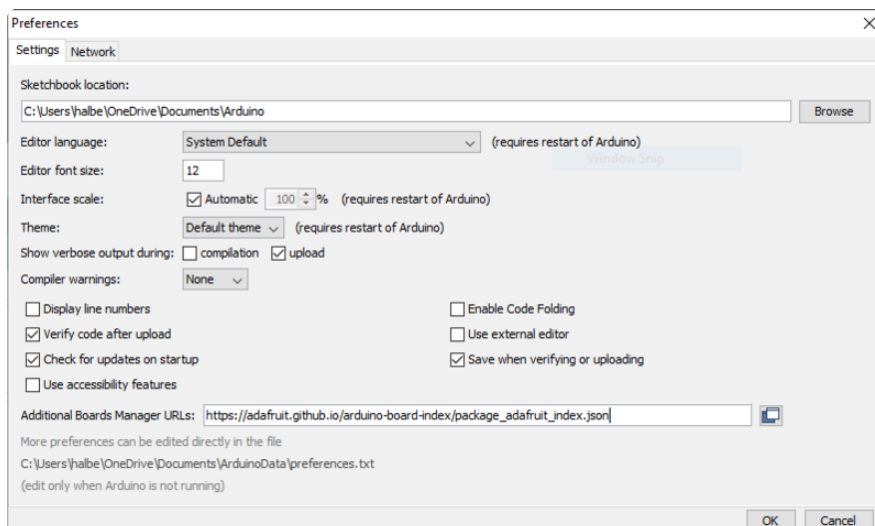 Preferences
Settings Network
Sketchbook location:
C:\Users\halbe\OneDrive\Documents\Arduino Browse
Editor language: System Default (requires restart of Arduino)
Window Snip
Editor font size: 12
Interface scale: Automatic 100 % (requires restart of Arduino)
Theme: Default theme (requires restart of Arduino)
Show verbose output during: compilation upload
Compiler warnings: None
Display line numbers Enable Code Folding
Verify code after upload Use external editor
Check for updates on startup Save when verifying or uploading
Use accessibility features
Additional Boards Manager URLs: https://adafruit.github.io/arduino-board-index/package_adafruit_index.json
More preferences can be edited directly in the file
C:\Users\halbe\OneDrive\Documents\ArduinoData\preferences.txt
(edit only when Arduino is not running)
OK Cancel